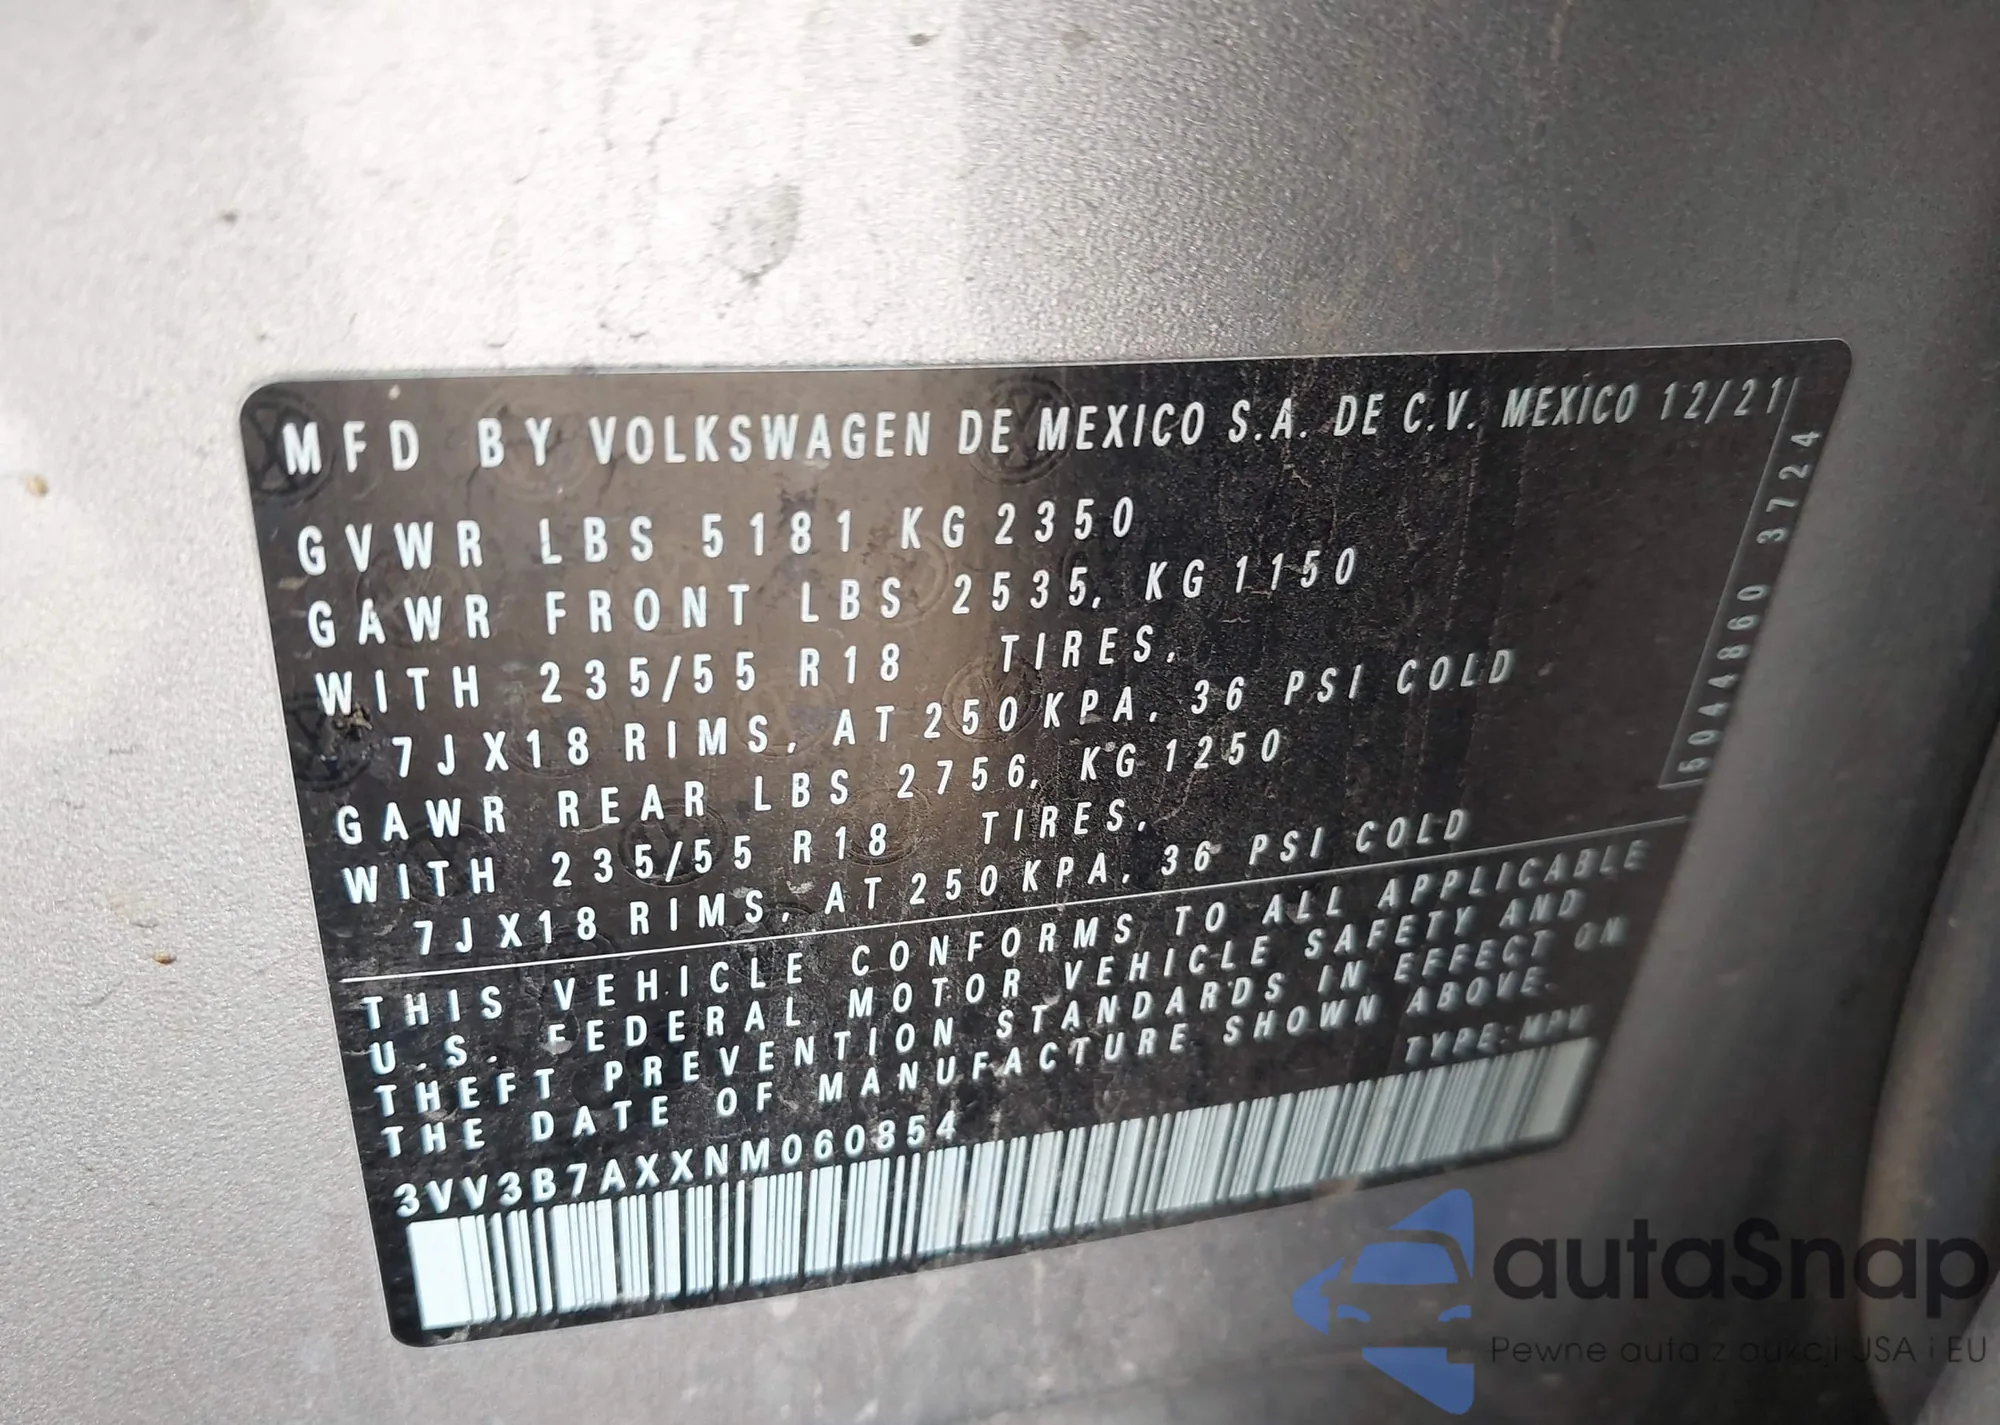 MFD BY VOLKSWAGEN DE MEXICO S.A. DE C.V. MEXICO 12/21
5044860 3724
GVWR LBS 5181 KG 2350
GAWR FRONT LBS 2535, KG 1150
WITH 235/55 R18 TIRES,
7JX18 RIMS, AT 250 KPA, 36 PSI COLD
GAWR REAR LBS 2756, KG 1250
WITH 235/55 R18 TIRES,
7JX18 RIMS, AT 250 KPA, 36 PSI COLD
THIS VEHICLE CONFORMS TO ALL APPLICABLE
U.S. FEDERAL MOTOR VEHICLE SAFETY AND
THEFT PREVENTION STANDARDS IN EFFECT ON
THE DATE OF MANUFACTURE SHOWN ABOVE.
TYPE: MPV
3VV3B7AXXNM060854
autaSnap
Pewne auta z aukcji USA i EU